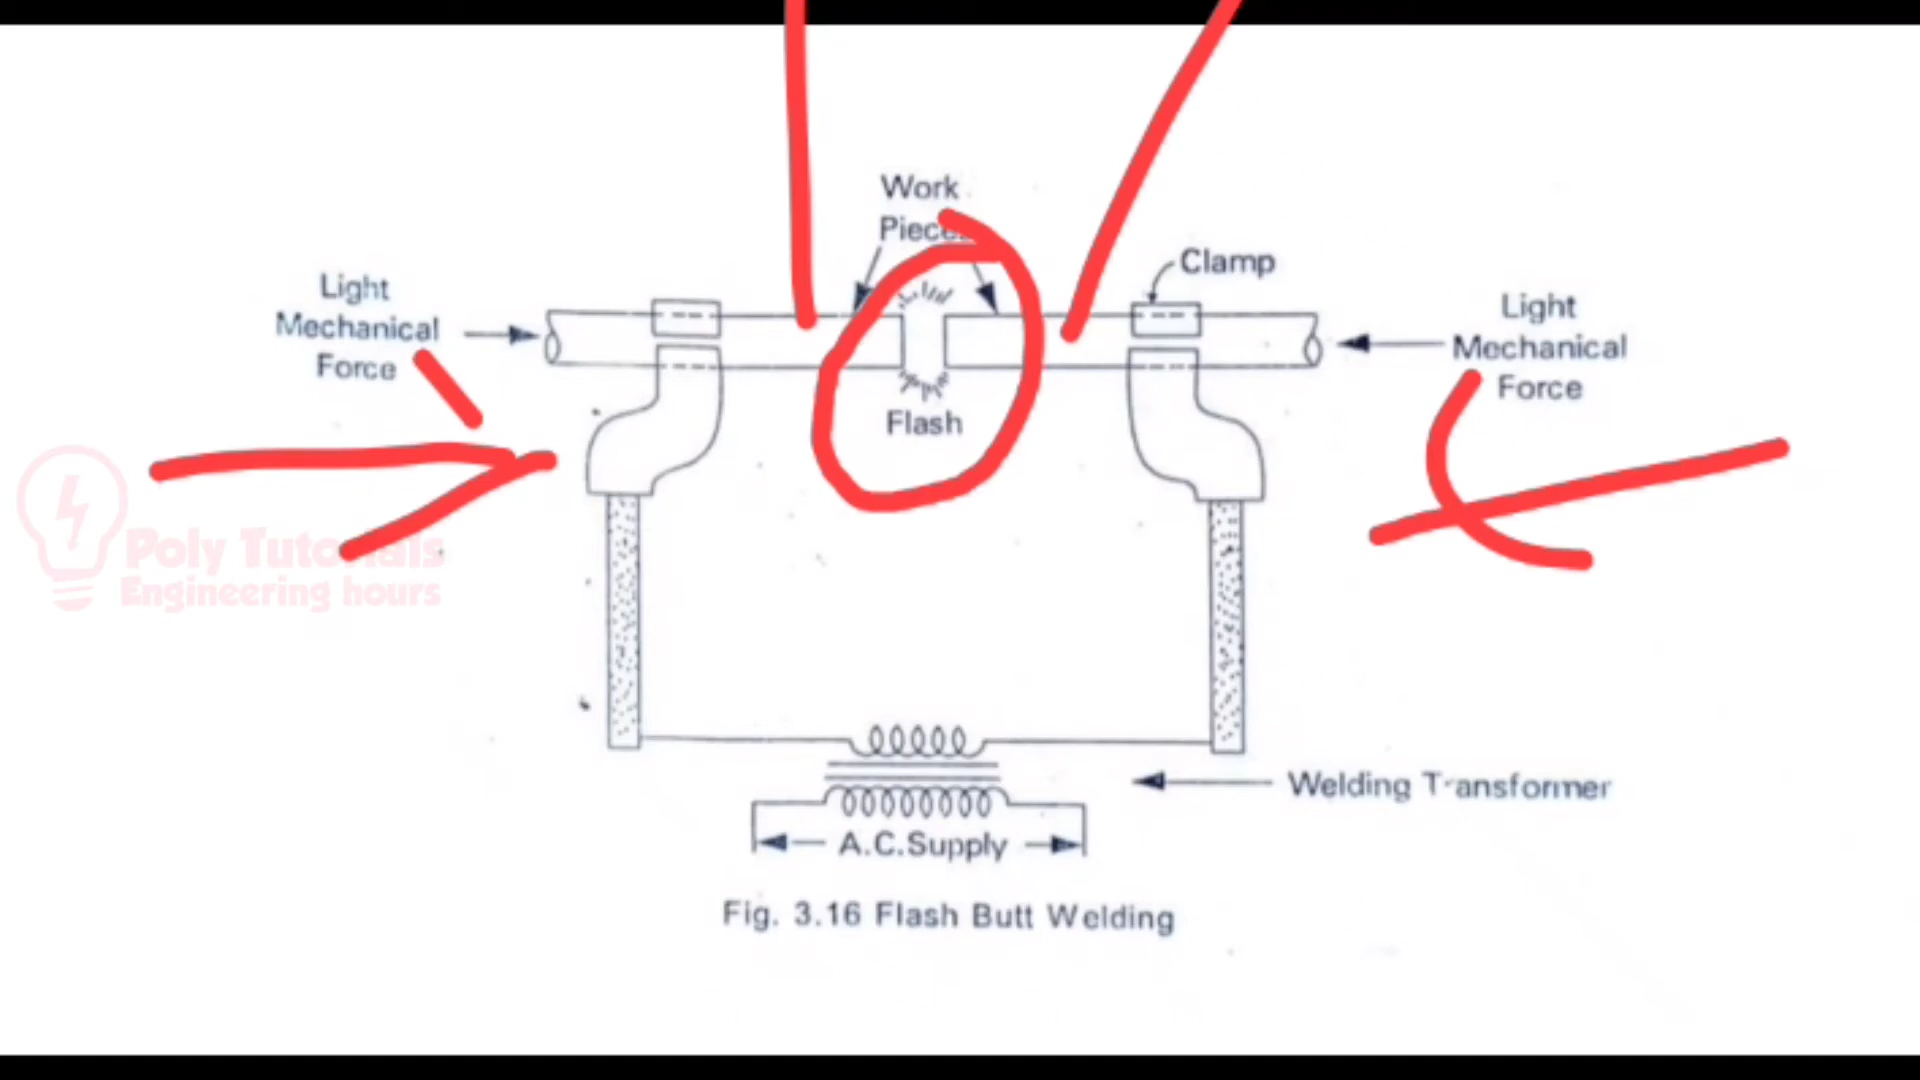 Work
Pieces
Clamp
Light
Mechanical
Force
Light
Mechanical
Force
Flash
Poly Tutorials
Engineering hours
Welding Transformer
A.C.Supply
Fig. 3.16 Flash Butt Welding